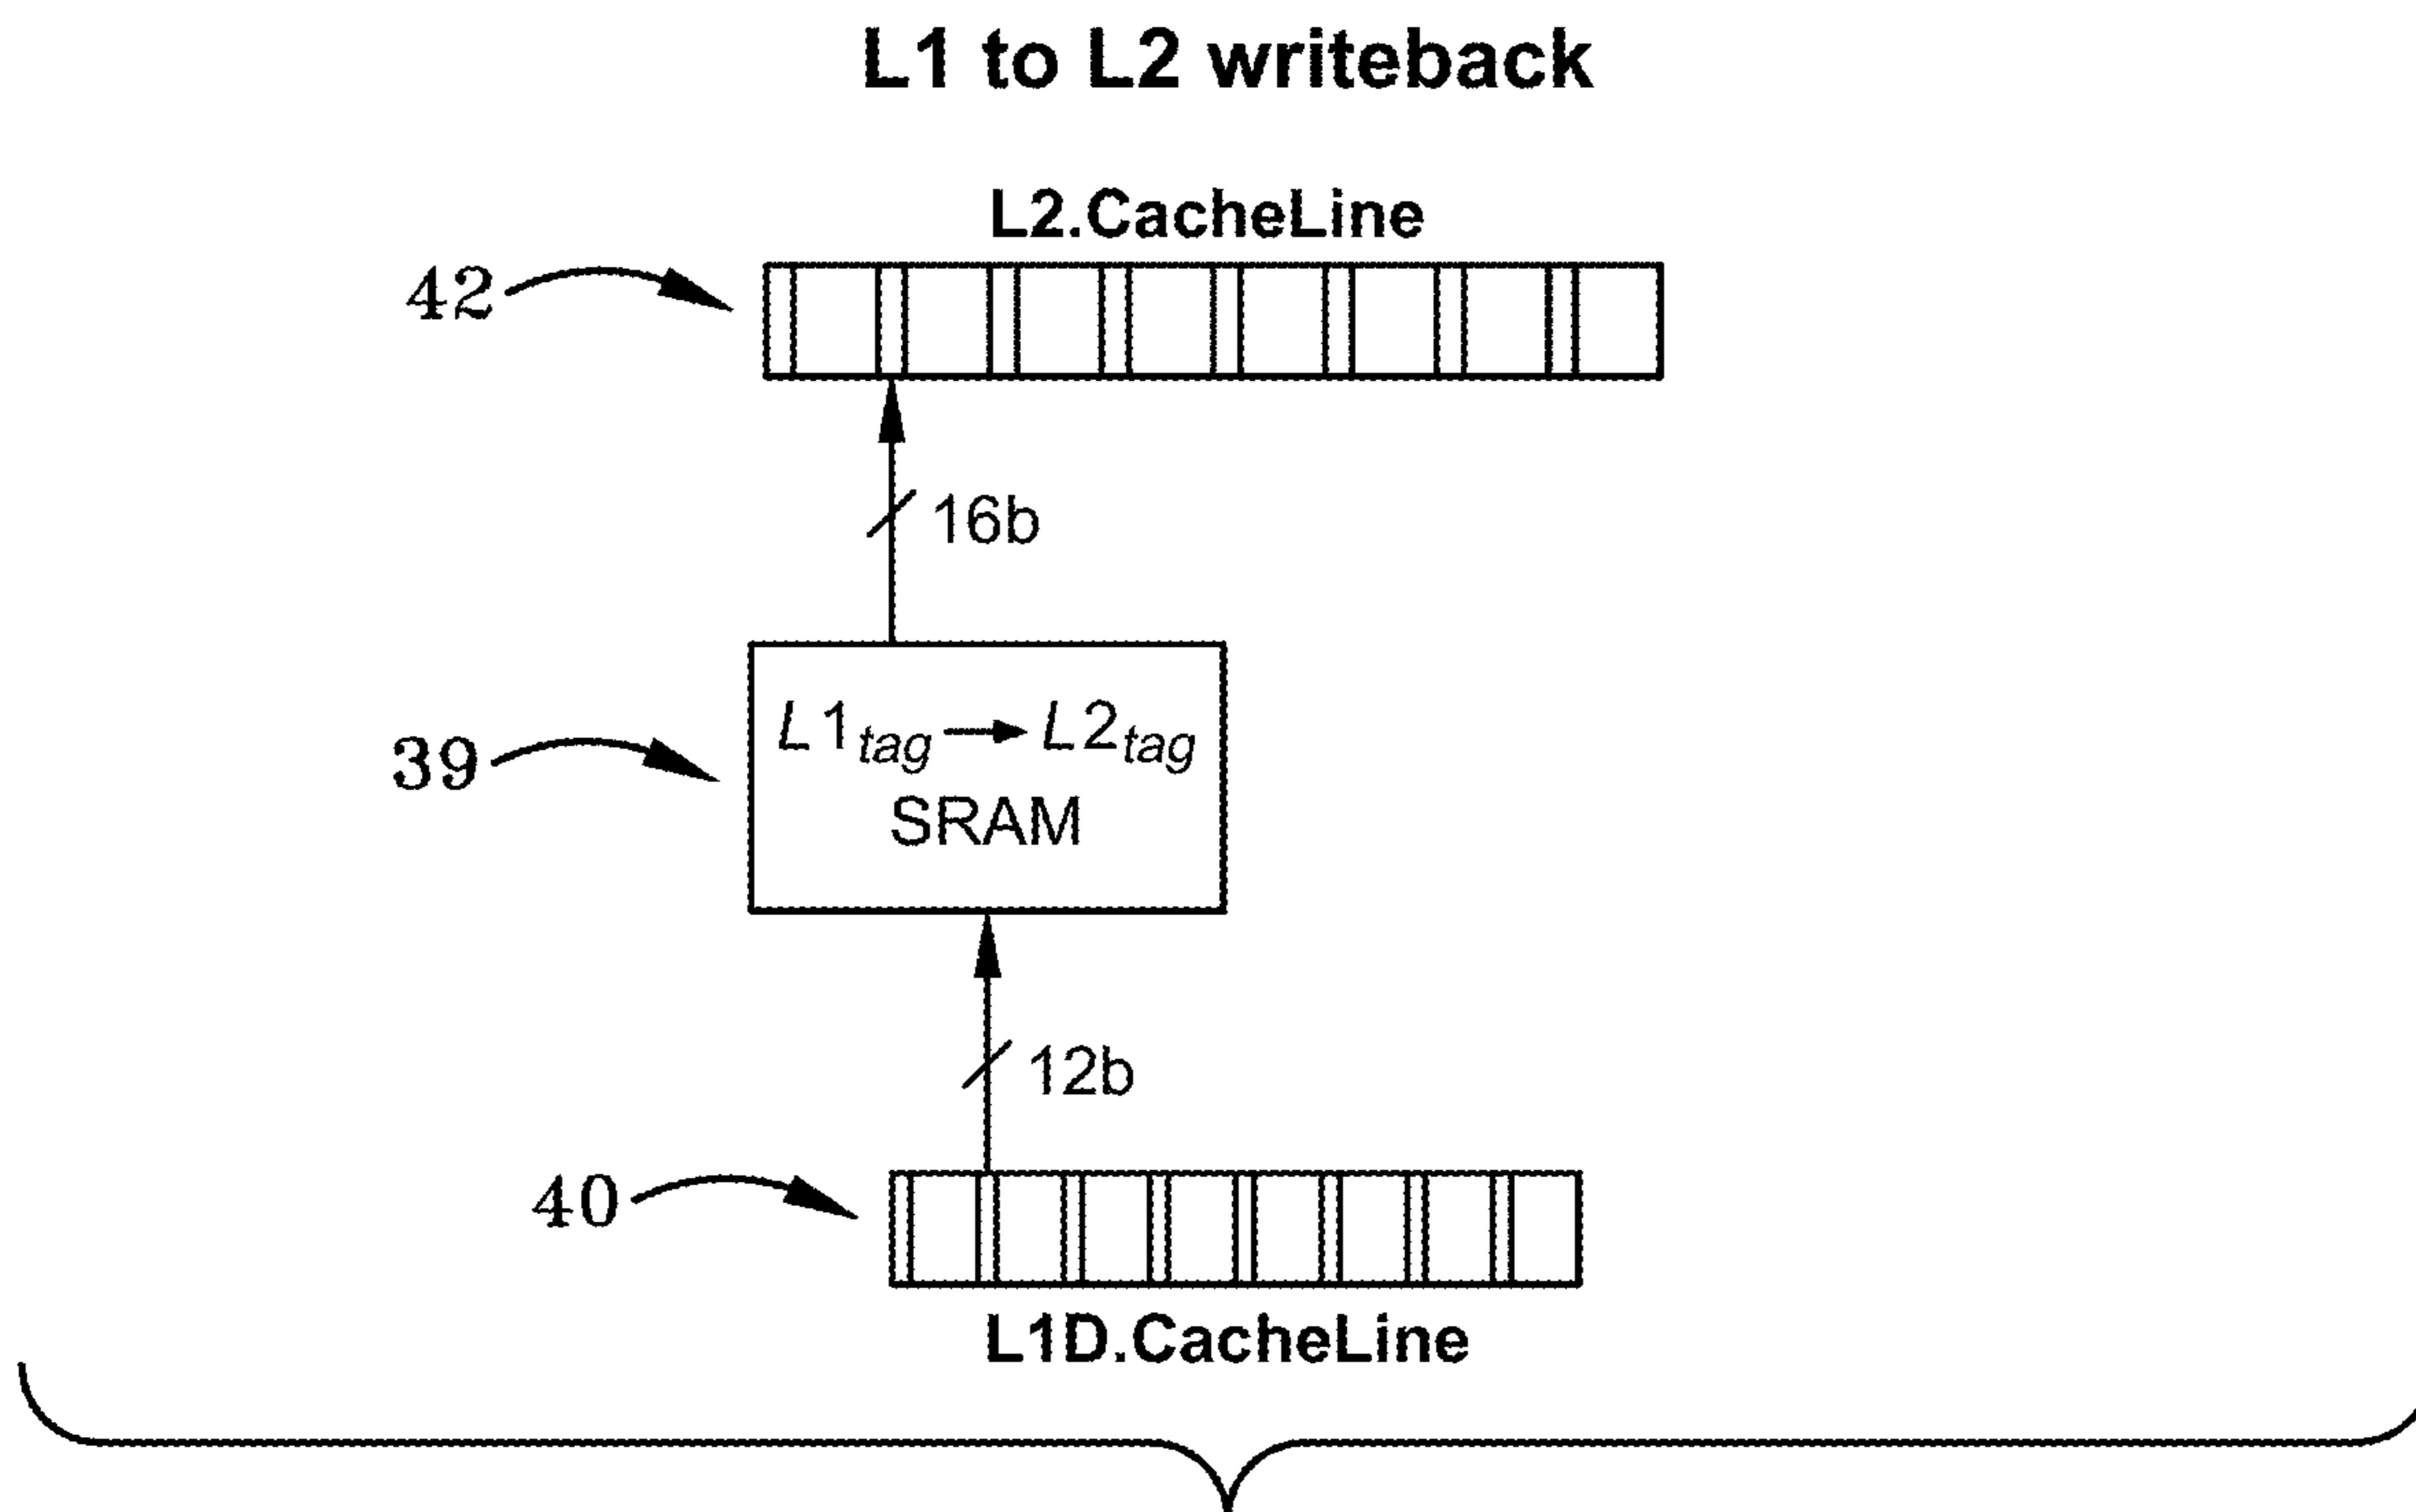 L1 to L2 writeback
L2.CacheLine
42
16b
L1tag → L2tag
39
SRAM
12b
40
L1D.CacheLine